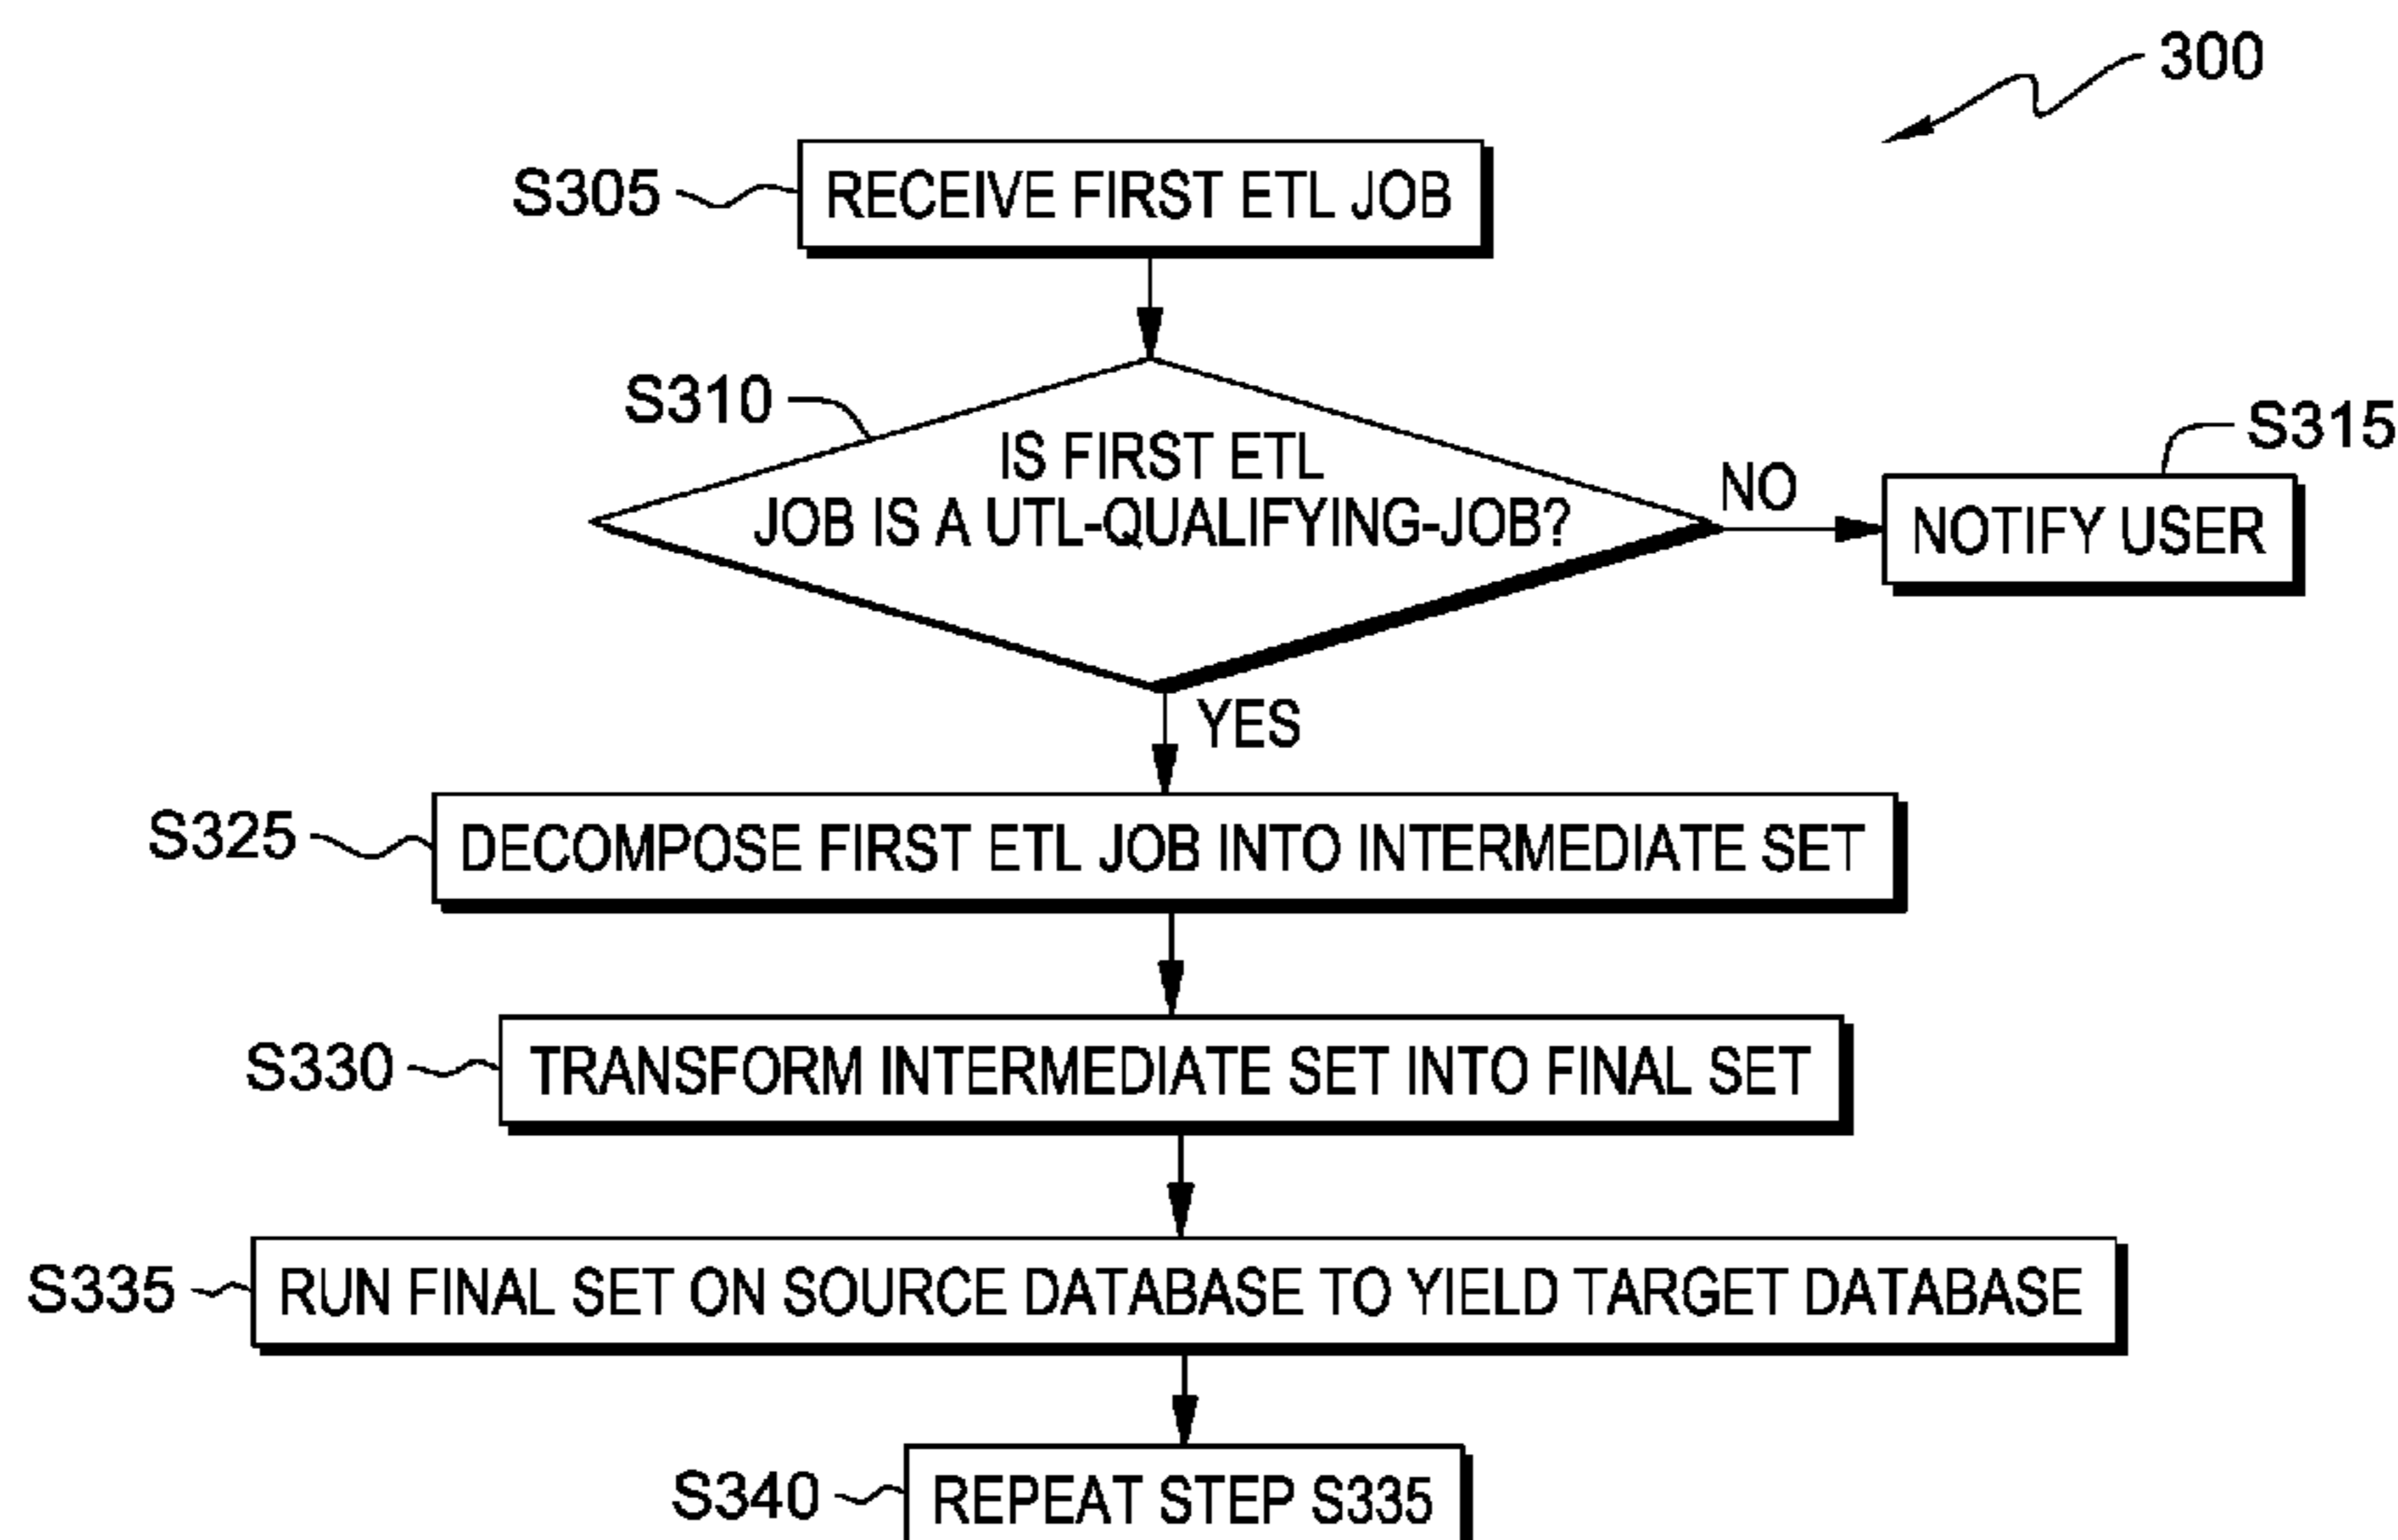 300
S305
RECEIVE FIRST ETL JOB
S310
IS FIRST ETL
JOB IS A UTL-QUALIFYING-JOB?
NO
S315
NOTIFY USER
YES
S325
DECOMPOSE FIRST ETL JOB INTO INTERMEDIATE SET
S330
TRANSFORM INTERMEDIATE SET INTO FINAL SET
S335
RUN FINAL SET ON SOURCE DATABASE TO YIELD TARGET DATABASE
S340
REPEAT STEP S335